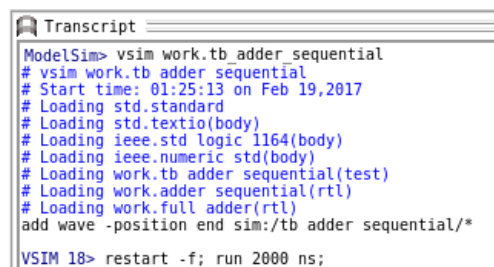 Transcript
ModelSim> vsim work.tb_adder_sequential
# vsim work.tb adder sequential
# Start time: 01:25:13 on Feb 19,2017
# Loading std.standard
# Loading std.textio(body)
# Loading ieee.std logic 1164(body)
# Loading ieee.numeric std(body)
# Loading work.tb adder sequential(test)
# Loading work.adder sequential(rtl)
# Loading work.full adder(rtl)
add wave -position end sim:/tb adder sequential/*
VSIM 18> restart -f; run 2000 ns;